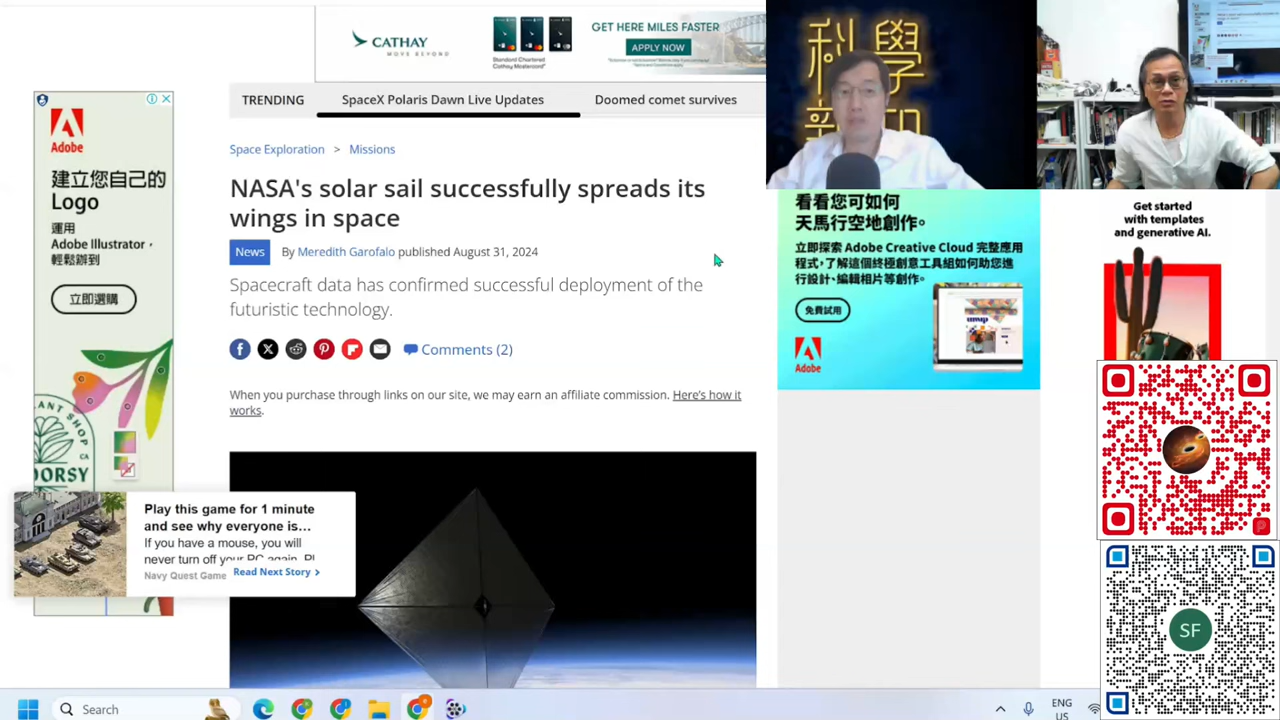 CATHAY
MOVE BEYOND
Standard Chartered
Cathay Mastercard
GET HERE MILES FASTER
APPLY NOW
TRENDING
SpaceX Polaris Dawn Live Updates
Doomed comet survives
科學
Adobe
建立您自己的
Logo
運用
Adobe Illustrator，
輕鬆辦到
立即選購
Space Exploration > Missions
NASA's solar sail successfully spreads its
wings in space
News
By Meredith Garofalo published August 31, 2024
Spacecraft data has confirmed successful deployment of the
futuristic technology.
Comments (2)
When you purchase through links on our site, we may earn an affiliate commission. Here's how it
works.
看看您可如何
天馬行空地創作。
立即探索 Adobe Creative Cloud 完整應用
程式，了解這個終極創意工具組如何助您進
行設計、編輯相片等創作。
免費試用
Adobe
Get started
with templates
and generative AI.
Play this game for 1 minute
and see why everyone is…
If you have a mouse, you will
never turn off your PC again. Pl
Navy Quest Game
Read Next Story >
SF
Search
ENG
US